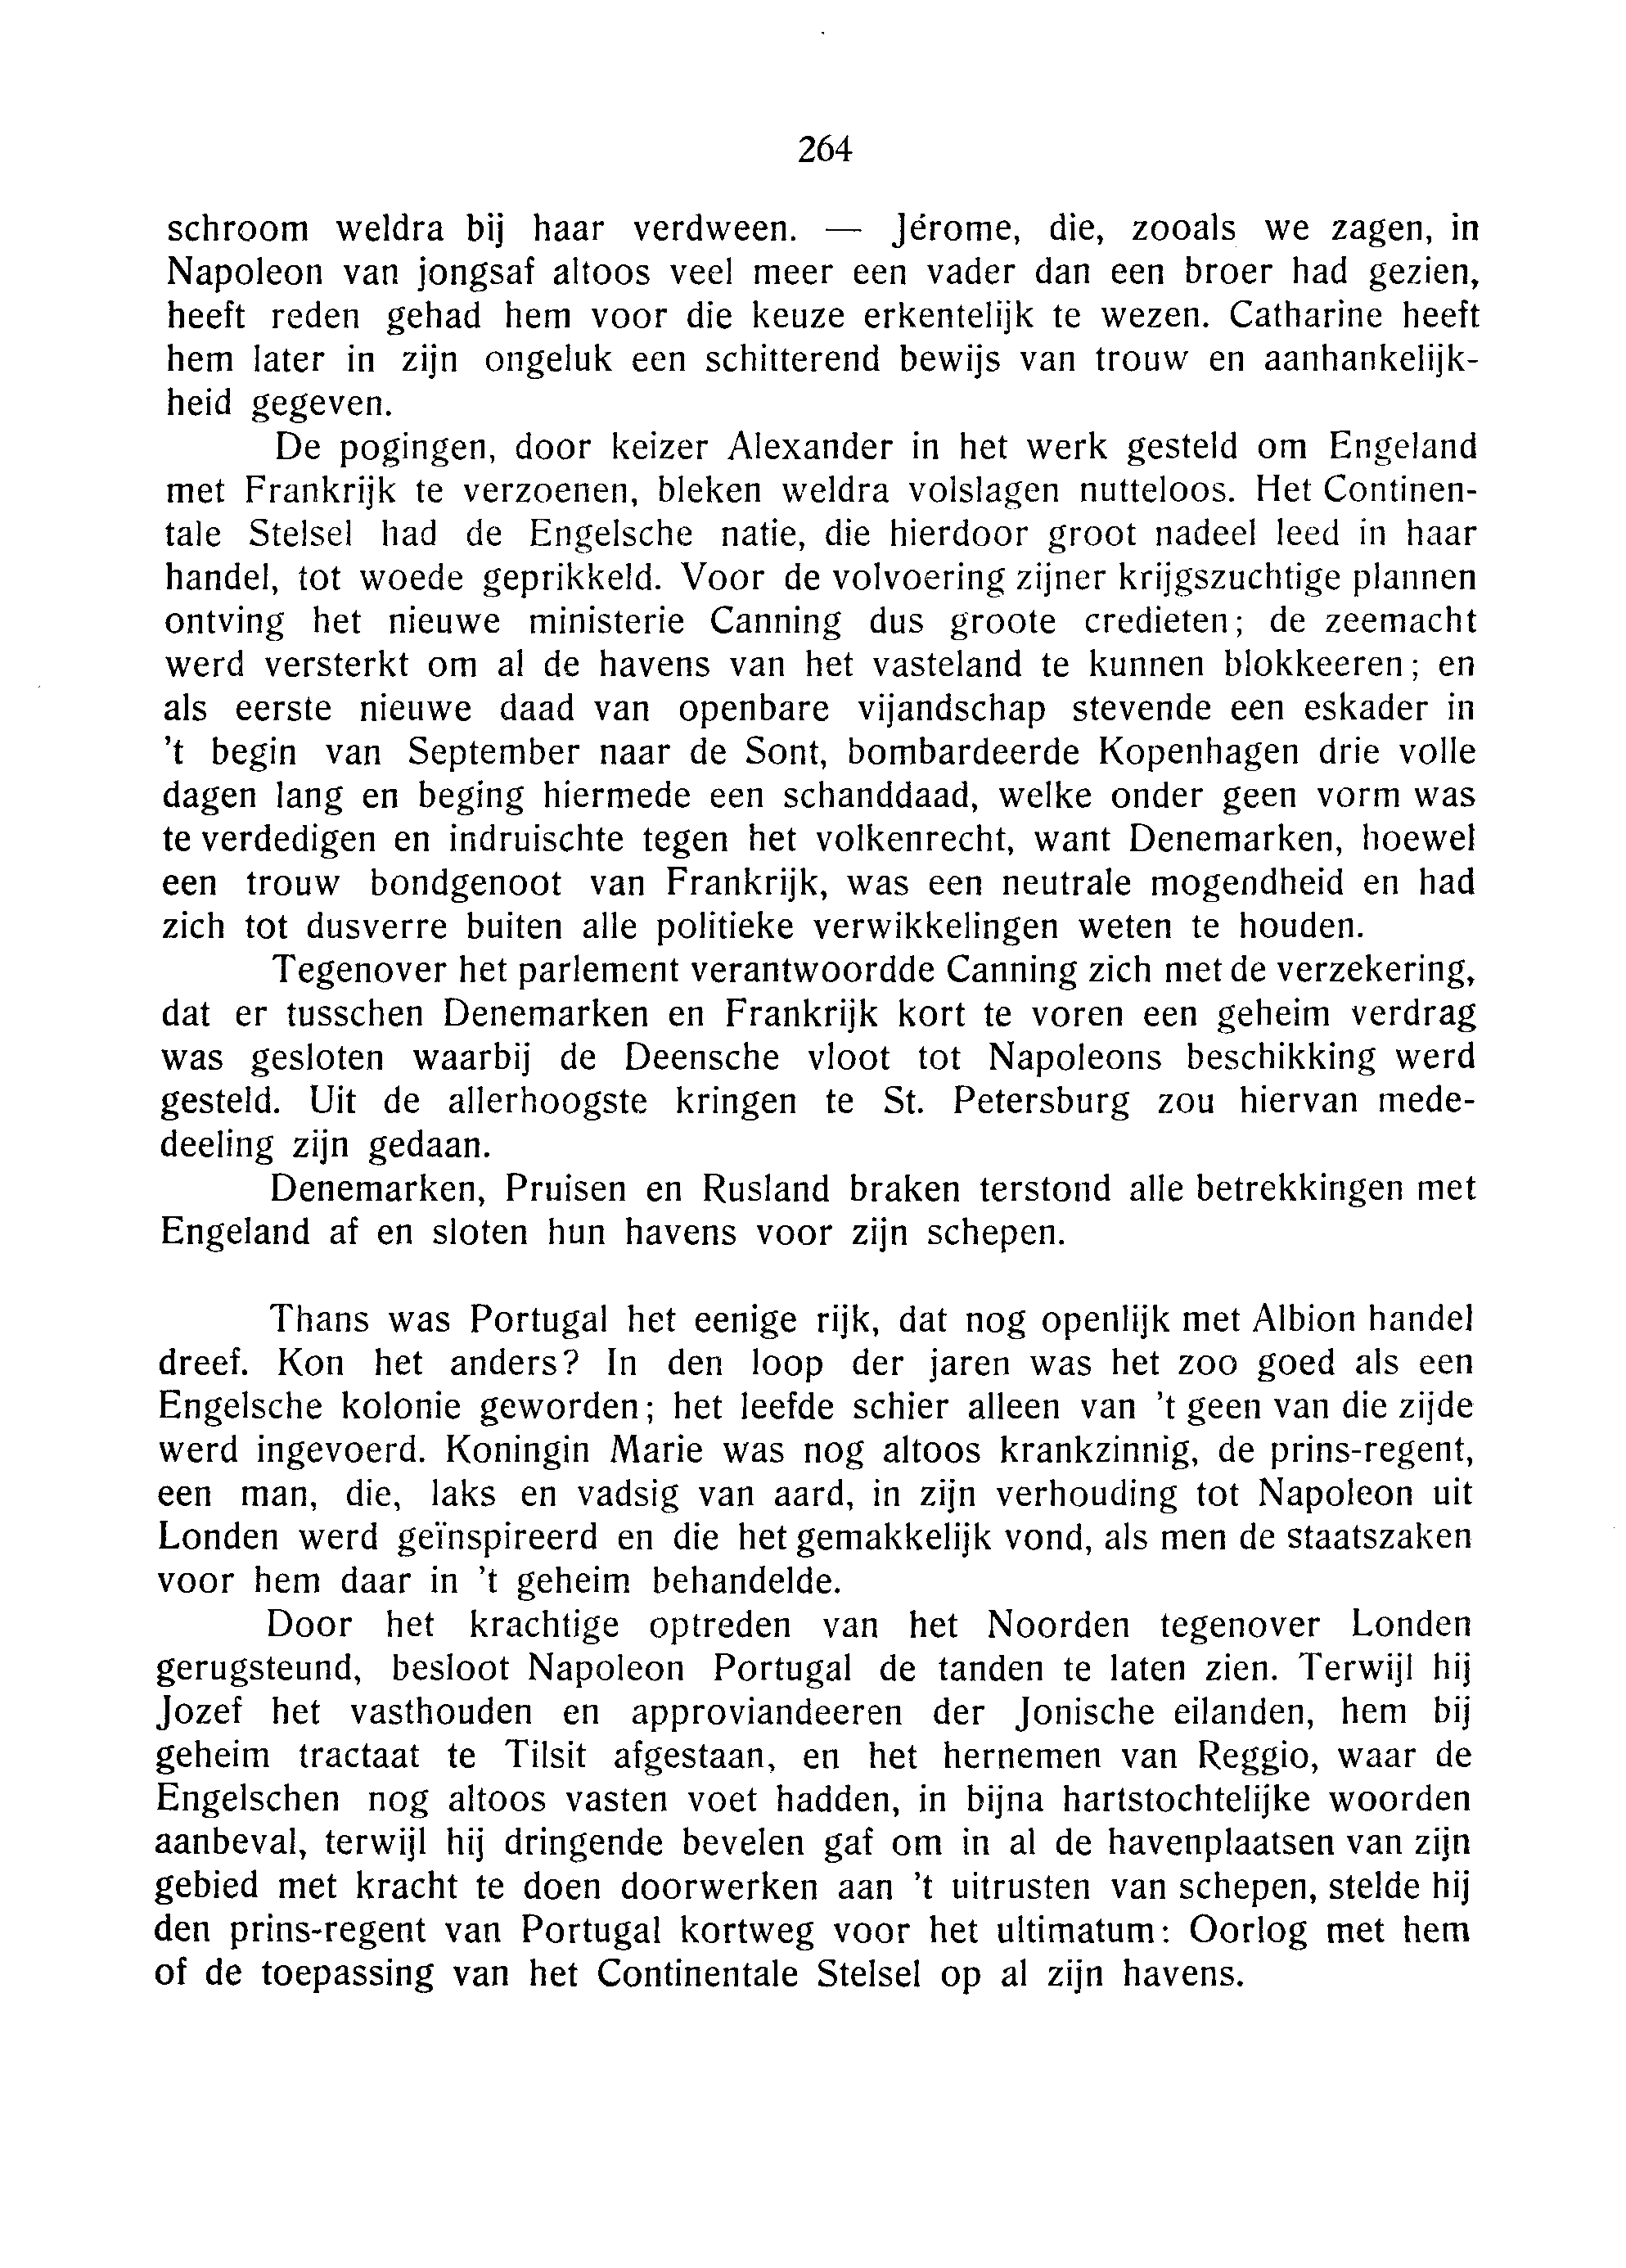 264
schroom weldra bij haar verdween. — Jérome, die, zooals we zagen, in
Napoleon van jongsaf altoos veel meer een vader dan een broer had gezien,
heeft reden gehad hem voor die keuze erkentelijk te wezen. Catharine heeft
hem later in zijn ongeluk een schitterend bewijs van trouw en aanhankelijk-
heid gegeven.
De pogingen, door keizer Alexander in het werk gesteld om Engeland
met Frankrijk te verzoenen, bleken weldra volslagen nutteloos. Het Continen-
tale Stelsel had de Engelsche natie, die hierdoor groot nadeel leed in haar
handel, tot woede geprikkeld. Voor de volvoering zijner krijgszuchtige plannen
ontving het nieuwe ministerie Canning dus groote credieten; de zeemacht
werd versterkt om al de havens van het vasteland te kunnen blokkeeren; en
als eerste nieuwe daad van openbare vijandschap stevende een eskader in
't begin van September naar de Sont, bombardeerde Kopenhagen drie volle
dagen lang en beging hiermede een schanddaad, welke onder geen vorm was
te verdedigen en indruischte tegen het volkenrecht, want Denemarken, hoewel
een trouw bondgenoot van Frankrijk, was een neutrale mogendheid en had
zich tot dusverre buiten alle politieke verwikkelingen weten te houden.
Tegenover het parlement verantwoordde Canning zich met de verzekering,
dat er tusschen Denemarken en Frankrijk kort te voren een geheim verdrag
was gesloten waarbij de Deensche vloot tot Napoleons beschikking werd
gesteld. Uit de allerhoogste kringen te St. Petersburg zou hiervan mede-
deeling zijn gedaan.
Denemarken, Pruisen en Rusland braken terstond alle betrekkingen met
Engeland af en sloten hun havens voor zijn schepen.
Thans was Portugal het eenige rijk, dat nog openlijk met Albion handel
dreef. Kon het anders? In den loop der jaren was het zoo goed als een
Engelsche kolonie geworden; het leefde schier alleen van 't geen van die zijde
werd ingevoerd. Koningin Marie was nog altoos krankzinnig, de prins-regent,
een man, die, laks en vadsig van aard, in zijn verhouding tot Napoleon uit
Londen werd geïnspireerd en die het gemakkelijk vond, als men de staatszaken
voor hem daar in 't geheim behandelde.
Door het krachtige optreden van het Noorden tegenover Londen
gerugsteund, besloot Napoleon Portugal de tanden te laten zien. Terwijl hij
Jozef het vasthouden en approviandeeren der Jonische eilanden, hem bij
geheim tractaat te Tilsit afgestaan, en het hernemen van Reggio, waar de
Engelschen nog altoos vasten voet hadden, in bijna hartstochtelijke woorden
aanbeval, terwijl hij dringende bevelen gaf om in al de havenplaatsen van zijn
gebied met kracht te doen doorwerken aan 't uitrusten van schepen, stelde hij
den prins-regent van Portugal kortweg voor het ultimatum: Oorlog met hem
of de toepassing van het Continentale Stelsel op al zijn havens.